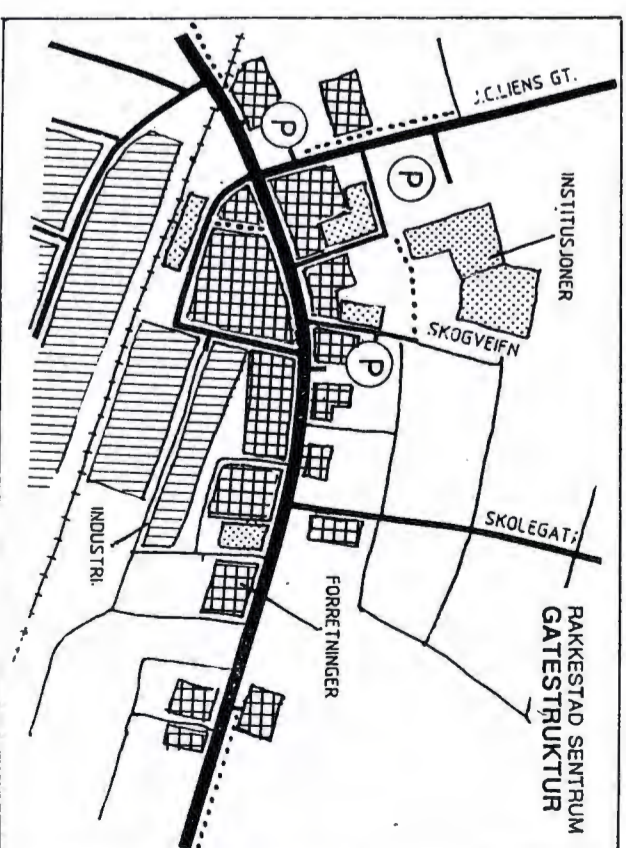 RAKKESTAD SENTRUM
GATESTRUKTUR
J.C.LIENS GT.
P
P
INSTITUSJONER
SKOGVEIEN
P
SKOLEGATA
FORRETNINGER
INDUSTRI.